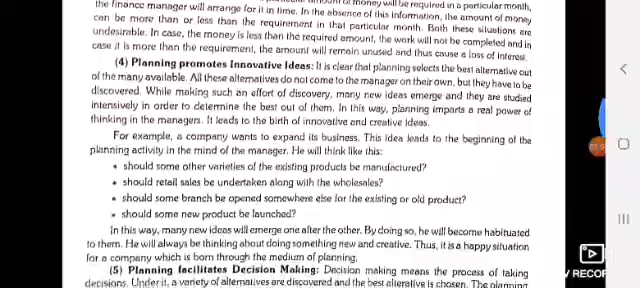 the finance manager will arrange for it in time. In the absence of this information, the amount of money
can be more than or less than the requirement in that particular month. Both these situations are
undesirable. In case, the money is less than the required amount, the work will not be completed and in
case it is more than the requirement, the amount will remain unused and thus cause a loss of interest.
(4) Planning promotes Innovative Ideas: It is clear that planning selects the best alternative out
of the many available. All these alternatives do not come to the manager on their own, but they have to be
discovered. While making such an effort of discovery, many new ideas emerge and they are studied
intensively in order to determine the best out of them. In this way, planning imparts a real power of
thinking in the managers. It leads to the birth of innovative and creative ideas.
For example, a company wants to expand its business. This idea leads to the beginning of the
planning activity in the mind of the manager. He will think like this:
• should some other varieties of the existing products be manufactured?
• should retail sales be undertaken along with the wholesales?
• should some branch be opened somewhere else for the existing or old product?
• should some new product be launched?
In this way, many new ideas will emerge one after the other. By doing so, he will become habituated
to them. He will always be thinking about doing something new and creative. Thus, it is a happy situation
for a company which is born through the medium of planning.
(5) Planning facilitates Decision Making: Decision making means the process of taking
decisions. Under it, a variety of alternatives are discovered and the best alterative is chosen. The planning